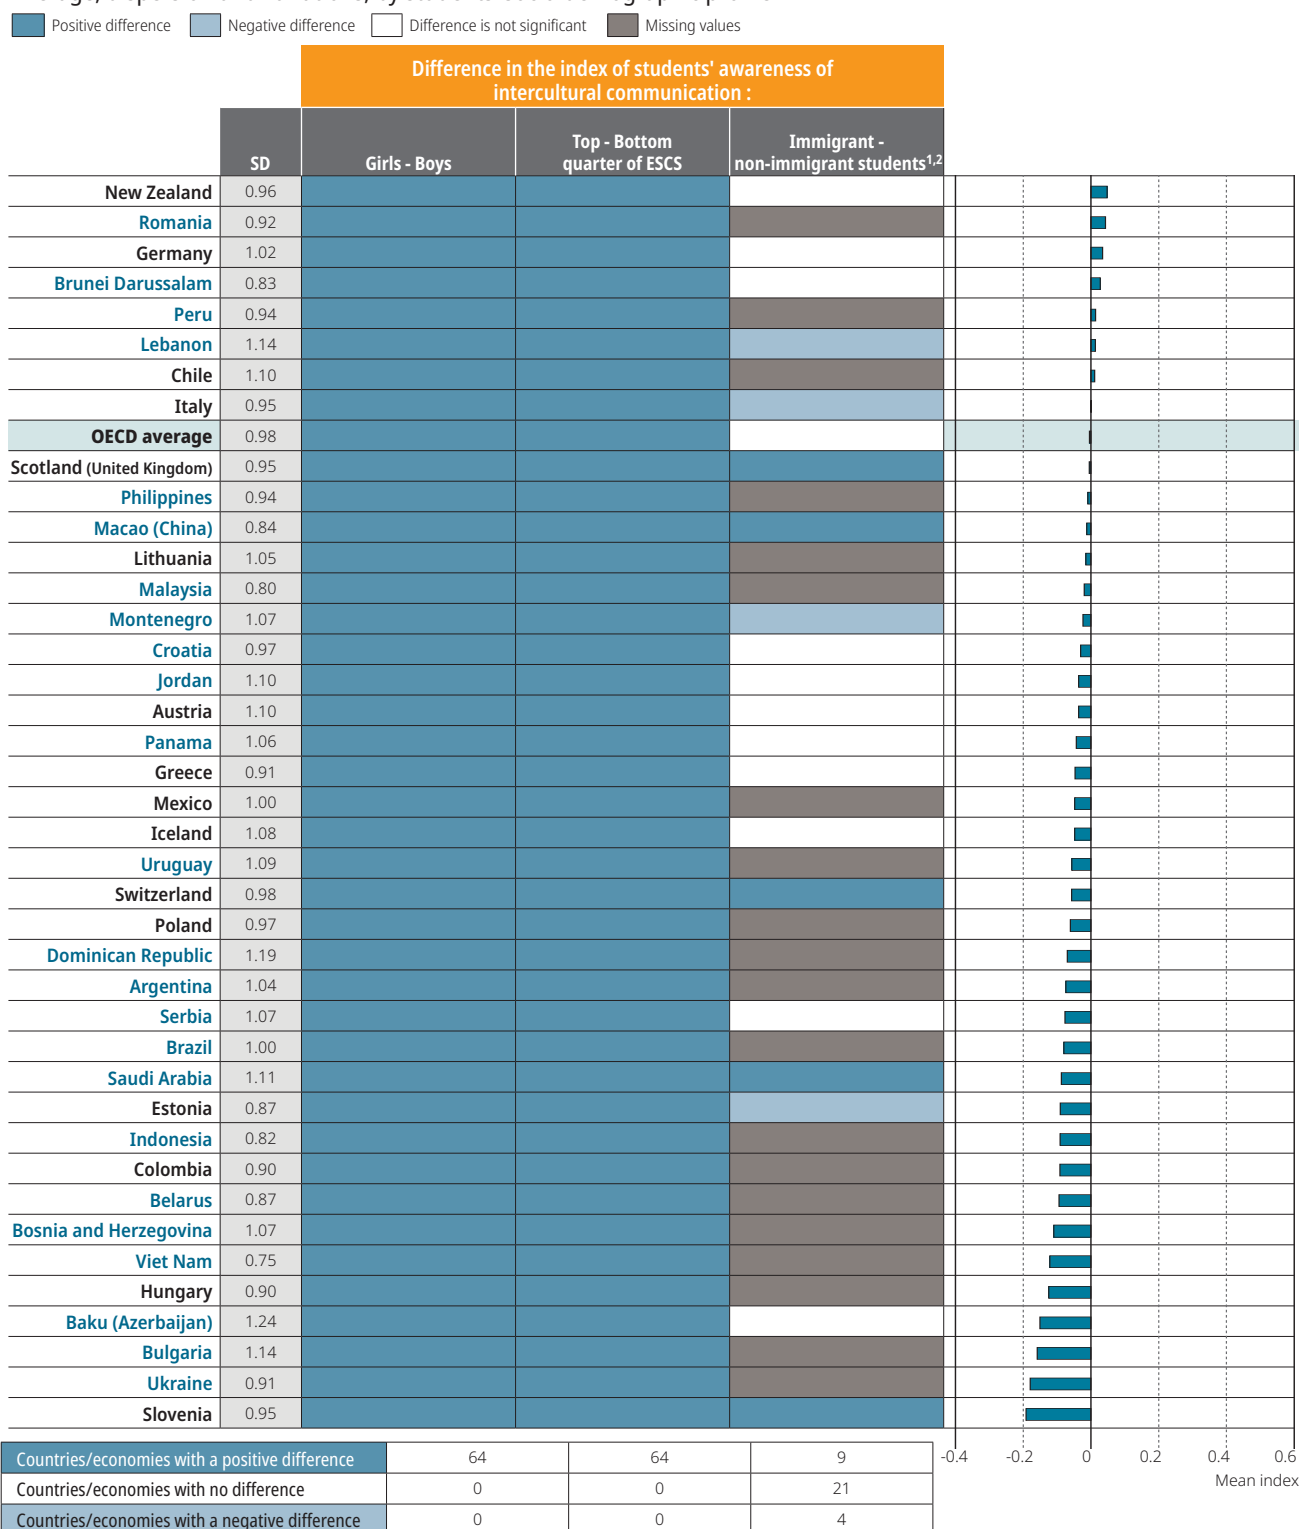 Positive difference Negative difference Difference is not significant Missing values
Difference in the index of students' awareness of
intercultural communication :
SD Girls - Boys Top - Bottom quarter of ESCS Immigrant - non-immigrant students1,2
New Zealand 0.96
Romania 0.92
Germany 1.02
Brunei Darussalam 0.83
Peru 0.94
Lebanon 1.14
Chile 1.10
Italy 0.95
OECD average 0.98
Scotland (United Kingdom) 0.95
Philippines 0.94
Macao (China) 0.84
Lithuania 1.05
Malaysia 0.80
Montenegro 1.07
Croatia 0.97
Jordan 1.10
Austria 1.10
Panama 1.06
Greece 0.91
Mexico 1.00
Iceland 1.08
Uruguay 1.09
Switzerland 0.98
Poland 0.97
Dominican Republic 1.19
Argentina 1.04
Serbia 1.07
Brazil 1.00
Saudi Arabia 1.11
Estonia 0.87
Indonesia 0.82
Colombia 0.90
Belarus 0.87
Bosnia and Herzegovina 1.07
Viet Nam 0.75
Hungary 0.90
Baku (Azerbaijan) 1.24
Bulgaria 1.14
Ukraine 0.91
Slovenia 0.95
Countries/economies with a positive difference 64 64 9
-0.4 -0.2 0 0.2 0.4 0.6
Mean index
Countries/economies with no difference 0 0 21
Countries/economies with a negative difference 0 0 4